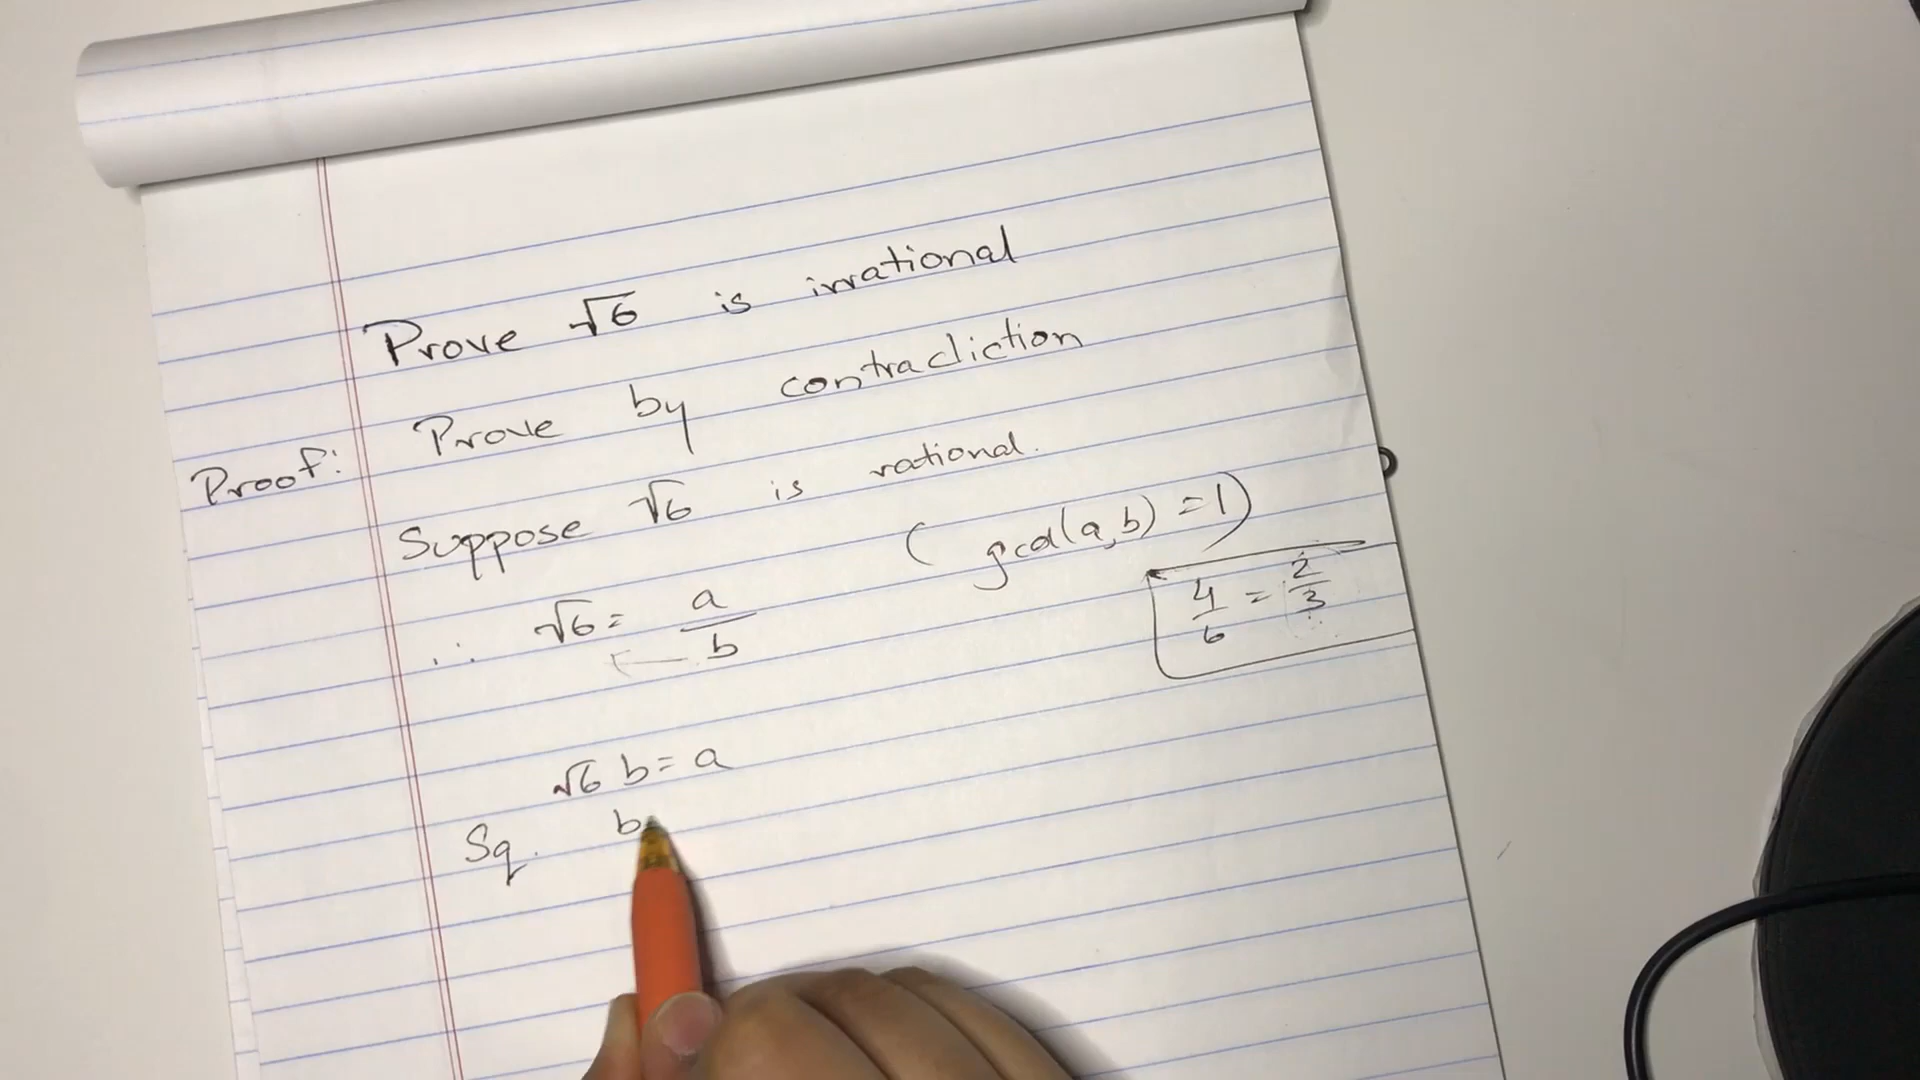 Prove √6 is irrational
Proof: Prove by contradiction
Suppose √6 is rational.
∴ √6 = a/b (gcd(a,b) = 1)
4/6 = 2/3
√6 b = a
Sq. b